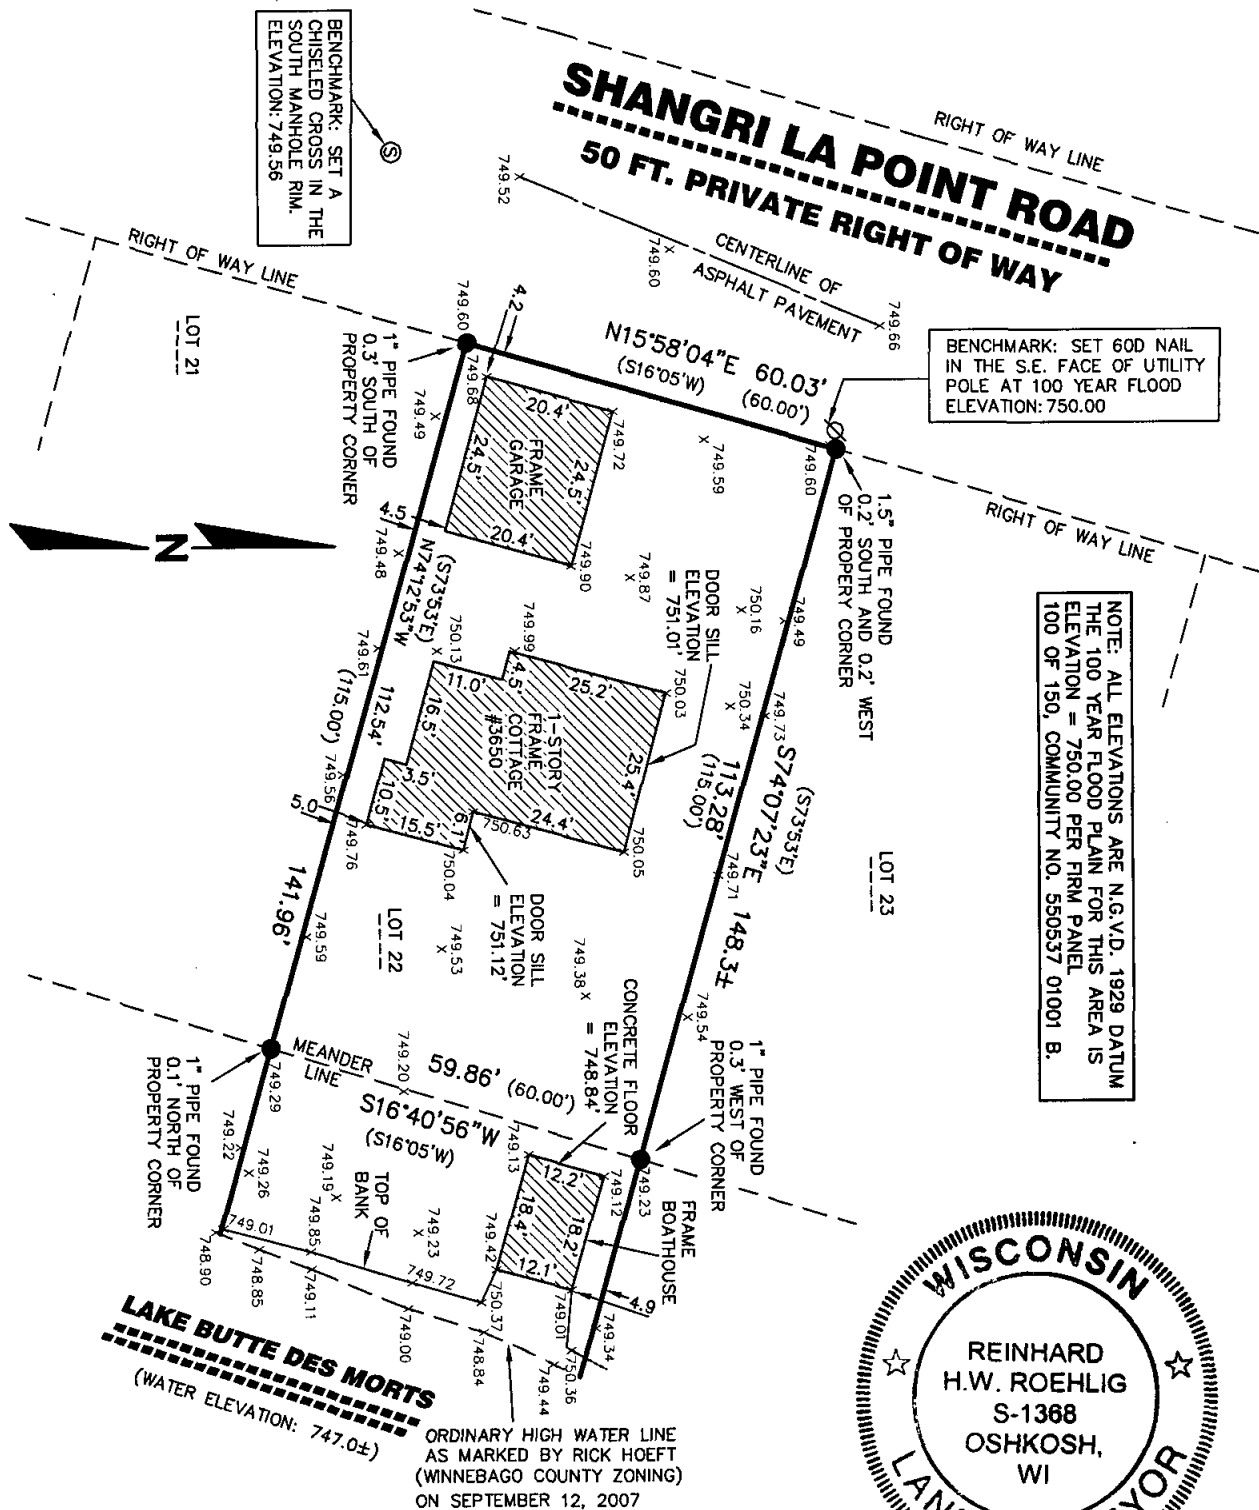 BENCHMARK: SET A
CHISELED CROSS IN THE
SOUTH MANHOLE RIM.
ELEVATION: 749.56
S
SHANGRI LA POINT ROAD
50 FT. PRIVATE RIGHT OF WAY
RIGHT OF WAY LINE
749.52
749.60
CENTERLINE OF
ASPHALT PAVEMENT
749.66
RIGHT OF WAY LINE
LOT 21
BENCHMARK: SET 60D NAIL
IN THE S.E. FACE OF UTILITY
POLE AT 100 YEAR FLOOD
ELEVATION: 750.00
N15°58'04"E 60.03'
(S16°05'W)
(60.00')
749.60
4.2
749.68
1" PIPE FOUND
0.3' SOUTH OF
PROPERTY CORNER
749.49
20.4'
24.5'
FRAME
GARAGE
24.5'
20.4'
749.72
749.59
749.60
749.90
1.5" PIPE FOUND
0.2' SOUTH AND 0.2' WEST
OF PROPERY CORNER
RIGHT OF WAY LINE
NOTE: ALL ELEVATIONS ARE N.G.V.D. 1929 DATUM
THE 100 YEAR FLOOD PLAIN FOR THIS AREA IS
ELEVATION = 750.00 PER FIRM PANEL
100 OF 150, COMMUNITY NO. 550537 01001 B.
N
4.5
749.48
(S73°53'E)
N74°12'53"W
749.61
112.54'
(115.00')
749.56
5.0
749.76
141.96'
749.59
749.87
750.16
749.49
DOOR SILL
ELEVATION
= 751.01'
749.99
750.13
11.0'
4.5'
25.2'
750.03
16.5'
1-STORY
FRAME
COTTAGE
#3650
25.4'
3.5'
10.5'
15.5'
6.1'
24.4'
750.63
750.04
750.05
750.34
749.73
(S73°53'E)
S74°07'23"E
113.28'
(115.00')
749.71
148.3±
LOT 23
DOOR SILL
ELEVATION
= 751.12'
LOT 22
749.53
749.38
749.54
CONCRETE FLOOR
ELEVATION
= 748.84'
MEANDER
LINE
749.20
59.86' (60.00')
S16°40'56"W
(S16°05'W)
1" PIPE FOUND
0.3' WEST OF
PROPERTY CORNER
749.29
1" PIPE FOUND
0.1' NORTH OF
PROPERTY CORNER
749.22
749.26
749.19
TOP OF
BANK
749.23
749.13
12.2'
749.12
749.23
18.4'
18.2'
12.1'
FRAME
BOATHOUSE
749.42
4.9
749.34
749.01
748.90
748.85
749.85
749.11
749.72
749.00
750.37
748.84
749.01
750.36
749.44
LAKE BUTTE DES MORTS
(WATER ELEVATION: 747.0±)
ORDINARY HIGH WATER LINE
AS MARKED BY RICK HOEFT
(WINNEBAGO COUNTY ZONING)
ON SEPTEMBER 12, 2007
WISCONSIN
REINHARD
H.W. ROEHLIG
S-1368
OSHKOSH,
WI